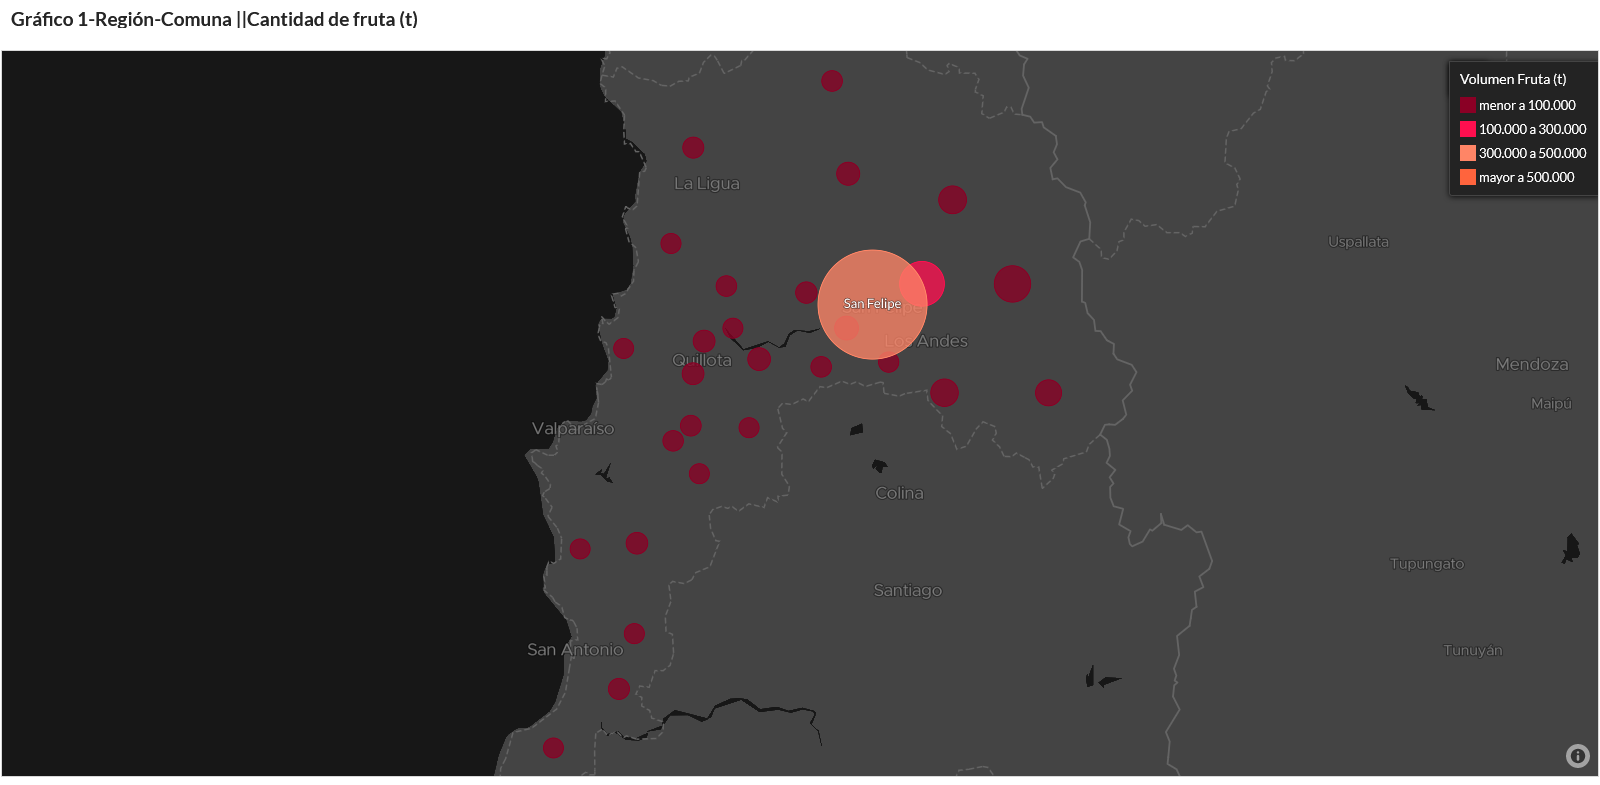 Gráfico 1-Región-Comuna ||Cantidad de fruta (t)
Volumen Fruta (t)
menor a 100.000
100.000 a 300.000
300.000 a 500.000
mayor a 500.000
La Ligua
Uspallata
San Felipe
Los Andes
Quillota
Mendoza
Maipú
Valparaíso
Colina
Tupungato
Santiago
San Antonio
Tunuyán